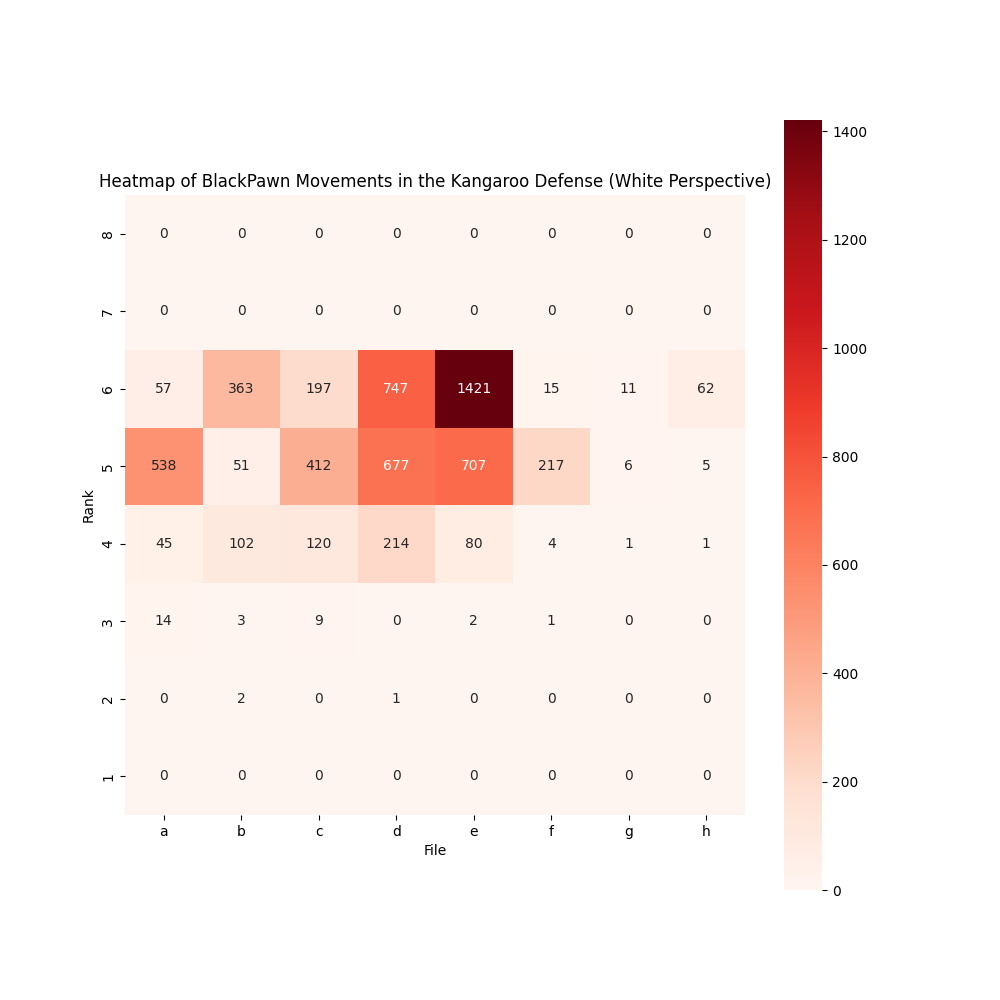 Heatmap of BlackPawn Movements in the Kangaroo Defense (White Perspective)
8 0 0 0 0 0 0 0 0
7 0 0 0 0 0 0 0 0
6 57 363 197 747 1421 15 11 62
5 538 51 412 677 707 217 6 5
4 45 102 120 214 80 4 1 1
3 14 3 9 0 2 1 0 0
2 0 2 0 1 0 0 0 0
1 0 0 0 0 0 0 0 0
Rank
a b c d e f g h
File
1400
1200
1000
800
600
400
200
0